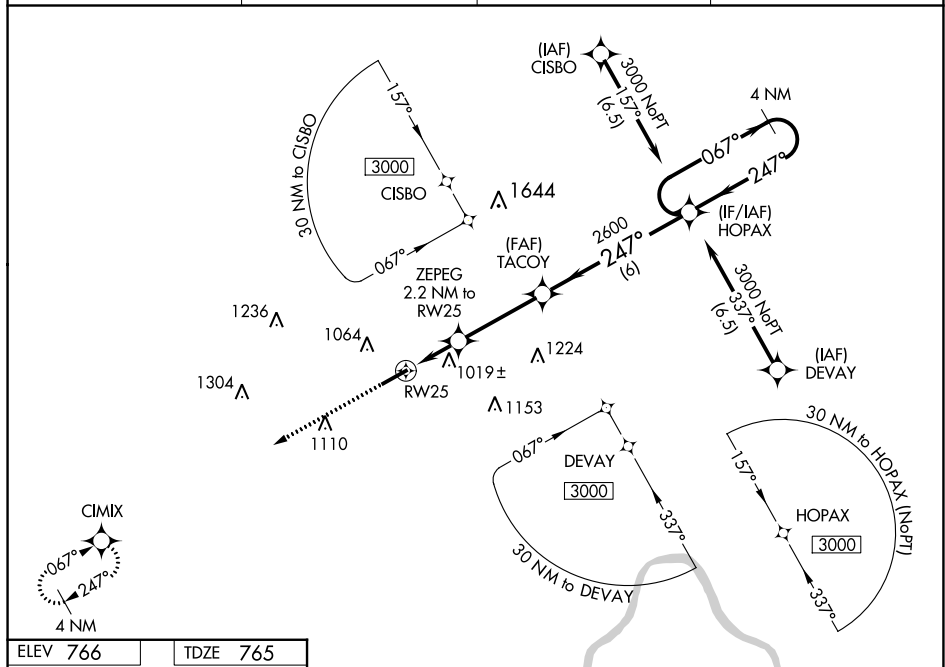 (IAF)
CISBO
3000 NoPT
157°
(6.5)
4 NM
067°
247°
(IF/IAF)
HOPAX
30 NM to CISBO
157°
3000
CISBO
067°
1644
2600
247°
(6)
(FAF)
TACOY
ZEPEG
2.2 NM to
RW25
3000 NoPT
337°
(6.5)
(IAF)
DEVAY
1236
1064
1224
1019±
1304
RW25
1153
1110
067°
DEVAY
3000
337°
30 NM to DEVAY
30 NM to HOPAX (NoPT)
157°
HOPAX
3000
337°
CIMIX
067°
247°
4 NM
ELEV 766
TDZE 765